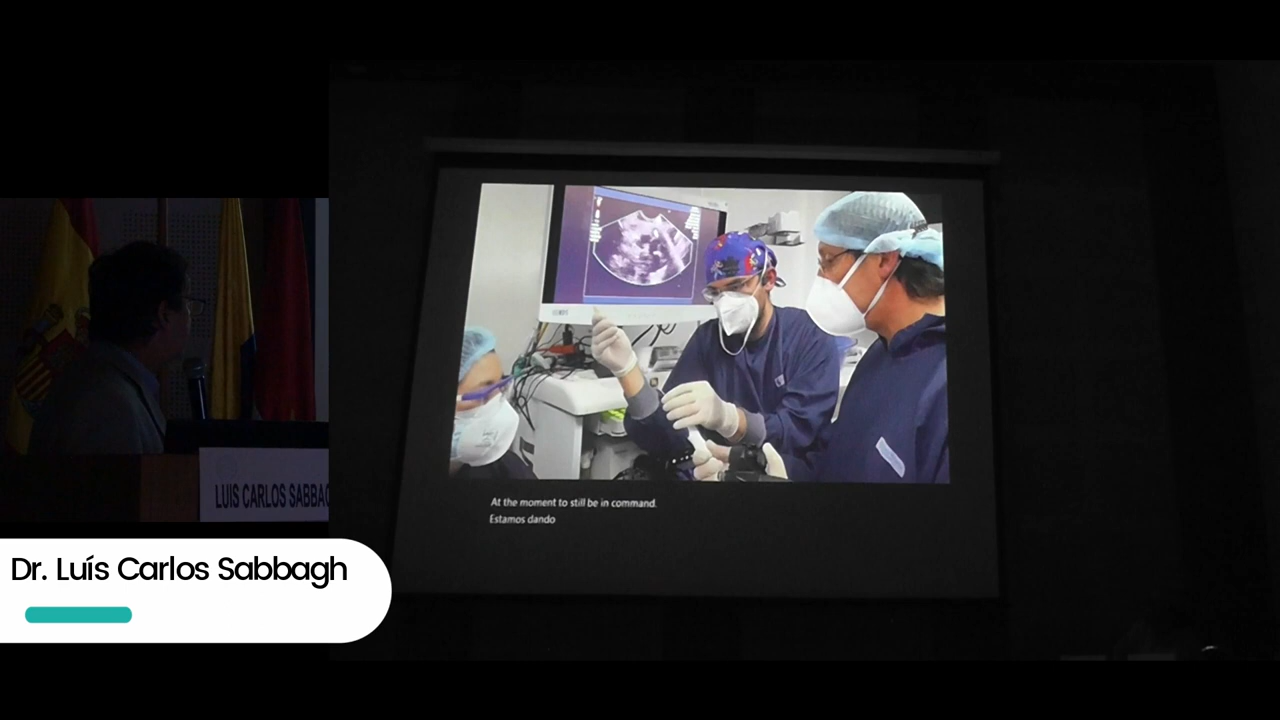 At the moment to still be in command.
Estamos dando
LUIS CARLOS SABBAG
Dr. Luís Carlos Sabbagh